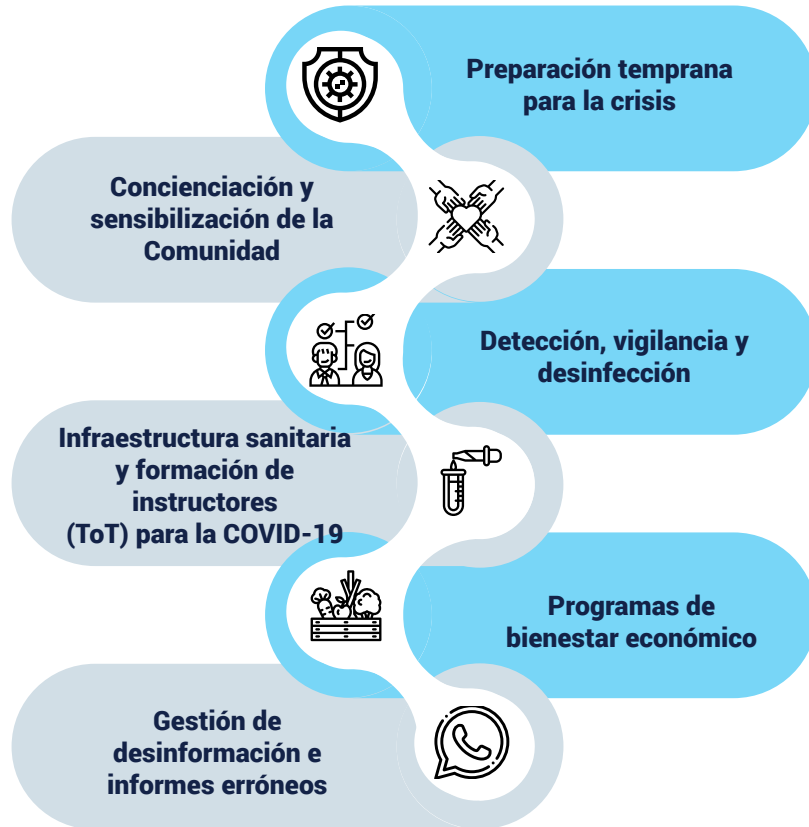 Preparación temprana
para la crisis
Concienciación y
sensibilización de la
Comunidad
Detección, vigilancia y
desinfección
Infraestructura sanitaria
y formación de
instructores
(ToT) para la COVID-19
Programas de
bienestar económico
Gestión de
desinformación e
informes erróneos